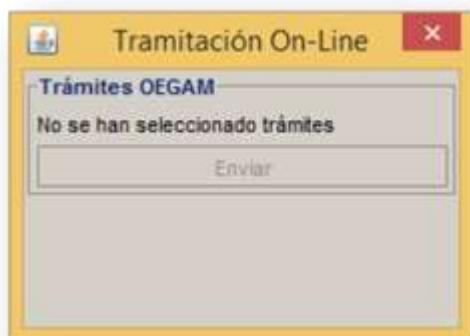 Tramitación On-Line
Trámites OEGAM
No se han seleccionado trámites
Enviar